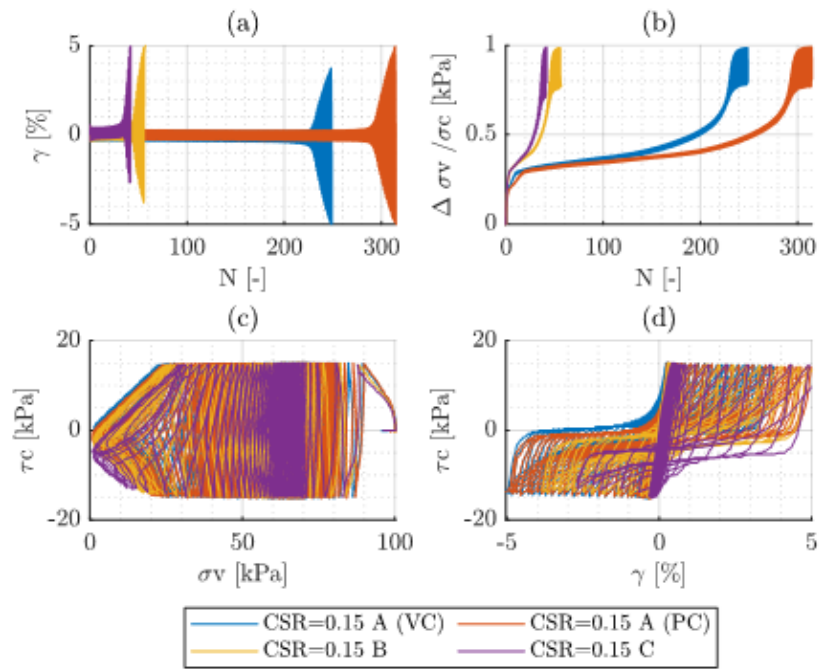 (a)
5
0
-5
γ [%]
0 100 200 300
N [-]
(b)
1
0.5
0
Δ σv /σc [kPa]
0 100 200 300
N [-]
(c)
20
0
-20
τc [kPa]
0 50 100
σv [kPa]
(d)
20
0
-20
τc [kPa]
-5 0 5
γ [%]
CSR=0.15 A (VC) CSR=0.15 A (PC)
CSR=0.15 B CSR=0.15 C